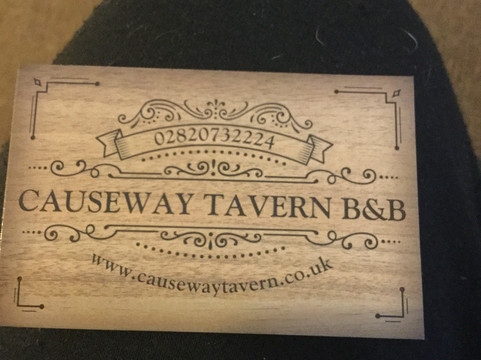 02820732224
CAUSEWAY TAVERN B&B
www.causewaytavern.co.uk